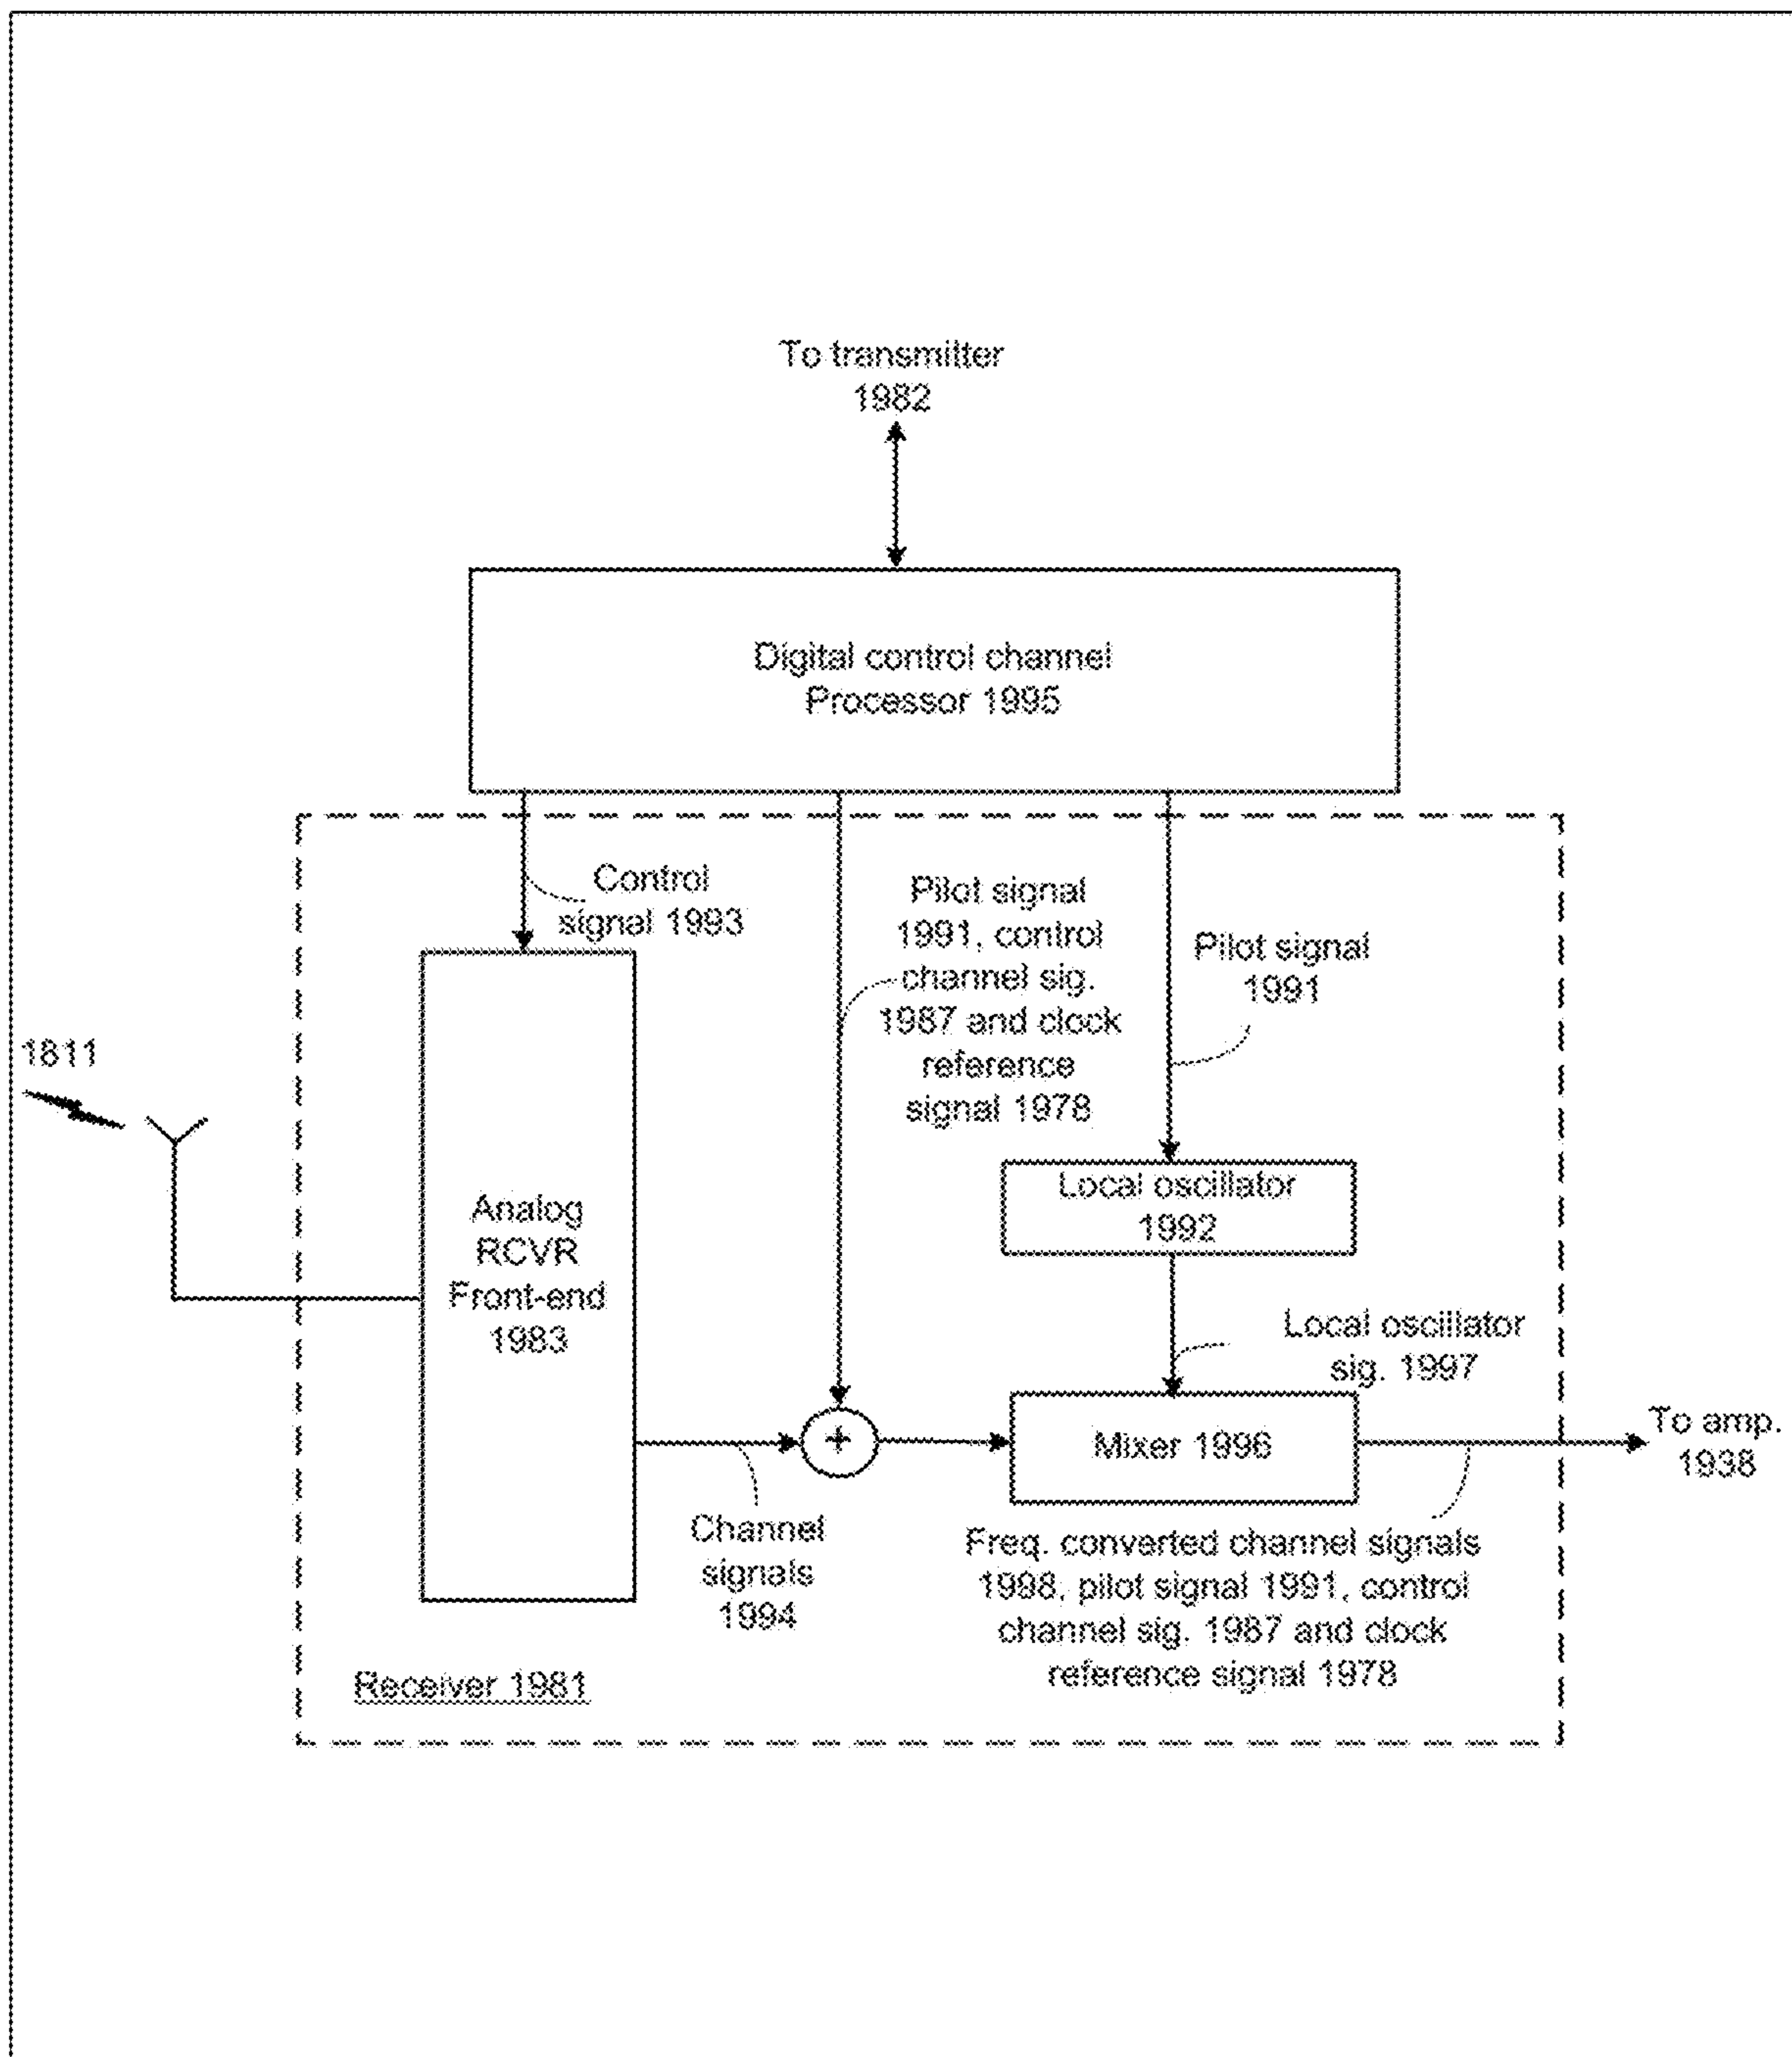 To transmitter
1982
Digital control channel
Processor 1995
Control
signal 1993
Pilot signal
1991, control
channel sig.
1987 and clock
reference
signal 1978
Pilot signal
1991
1811
Analog
RCVR
Front-end
1983
Local oscillator
1992
Local oscillator
sig. 1997
+
Mixer 1996
To amp.
1938
Channel
signals
1994
Freq. converted channel signals
1998, pilot signal 1991, control
channel sig. 1987 and clock
reference signal 1978
Receiver 1981